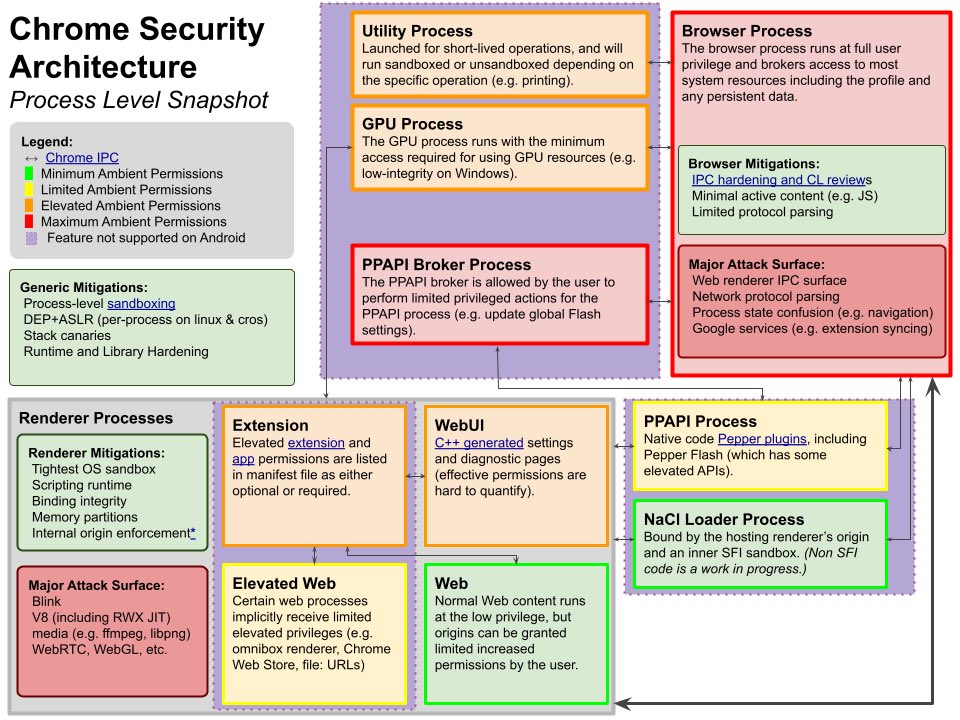 Chrome Security
Architecture
Process Level Snapshot
Legend:
↔ Chrome IPC
Minimum Ambient Permissions
Limited Ambient Permissions
Elevated Ambient Permissions
Maximum Ambient Permissions
Feature not supported on Android
Generic Mitigations:
Process-level sandboxing
DEP+ASLR (per-process on linux & cros)
Stack canaries
Runtime and Library Hardening
Utility Process
Launched for short-lived operations, and will
run sandboxed or unsandboxed depending on
the specific operation (e.g. printing).
GPU Process
The GPU process runs with the minimum
access required for using GPU resources (e.g.
low-integrity on Windows).
PPAPI Broker Process
The PPAPI broker is allowed by the user to
perform limited privileged actions for the
PPAPI process (e.g. update global Flash
settings).
Browser Process
The browser process runs at full user
privilege and brokers access to most
system resources including the profile and
any persistent data.
Browser Mitigations:
IPC hardening and CL reviews
Minimal active content (e.g. JS)
Limited protocol parsing
Major Attack Surface:
Web renderer IPC surface
Network protocol parsing
Process state confusion (e.g. navigation)
Google services (e.g. extension syncing)
Renderer Processes
Renderer Mitigations:
Tightest OS sandbox
Scripting runtime
Binding integrity
Memory partitions
Internal origin enforcement*
Major Attack Surface:
Blink
V8 (including RWX JIT)
media (e.g. ffmpeg, libpng)
WebRTC, WebGL, etc.
Extension
Elevated extension and
app permissions are listed
in manifest file as either
optional or required.
WebUI
C++ generated settings
and diagnostic pages
(effective permissions are
hard to quantify).
Elevated Web
Certain web processes
implicitly receive limited
elevated privileges (e.g.
omnibox renderer, Chrome
Web Store, file: URLs)
Web
Normal Web content runs
at the low privilege, but
origins can be granted
limited increased
permissions by the user.
PPAPI Process
Native code Pepper plugins, including
Pepper Flash (which has some
elevated APIs).
NaCl Loader Process
Bound by the hosting renderer's origin
and an inner SFI sandbox. (Non SFI
code is a work in progress.)